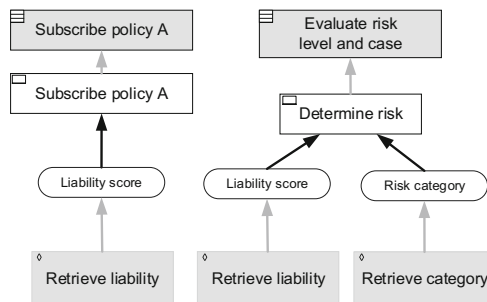 Subscribe policy A
Evaluate risk
level and case
Subscribe policy A
Determine risk
Liability score
Liability score
Risk category
Retrieve liability
Retrieve liability
Retrieve category